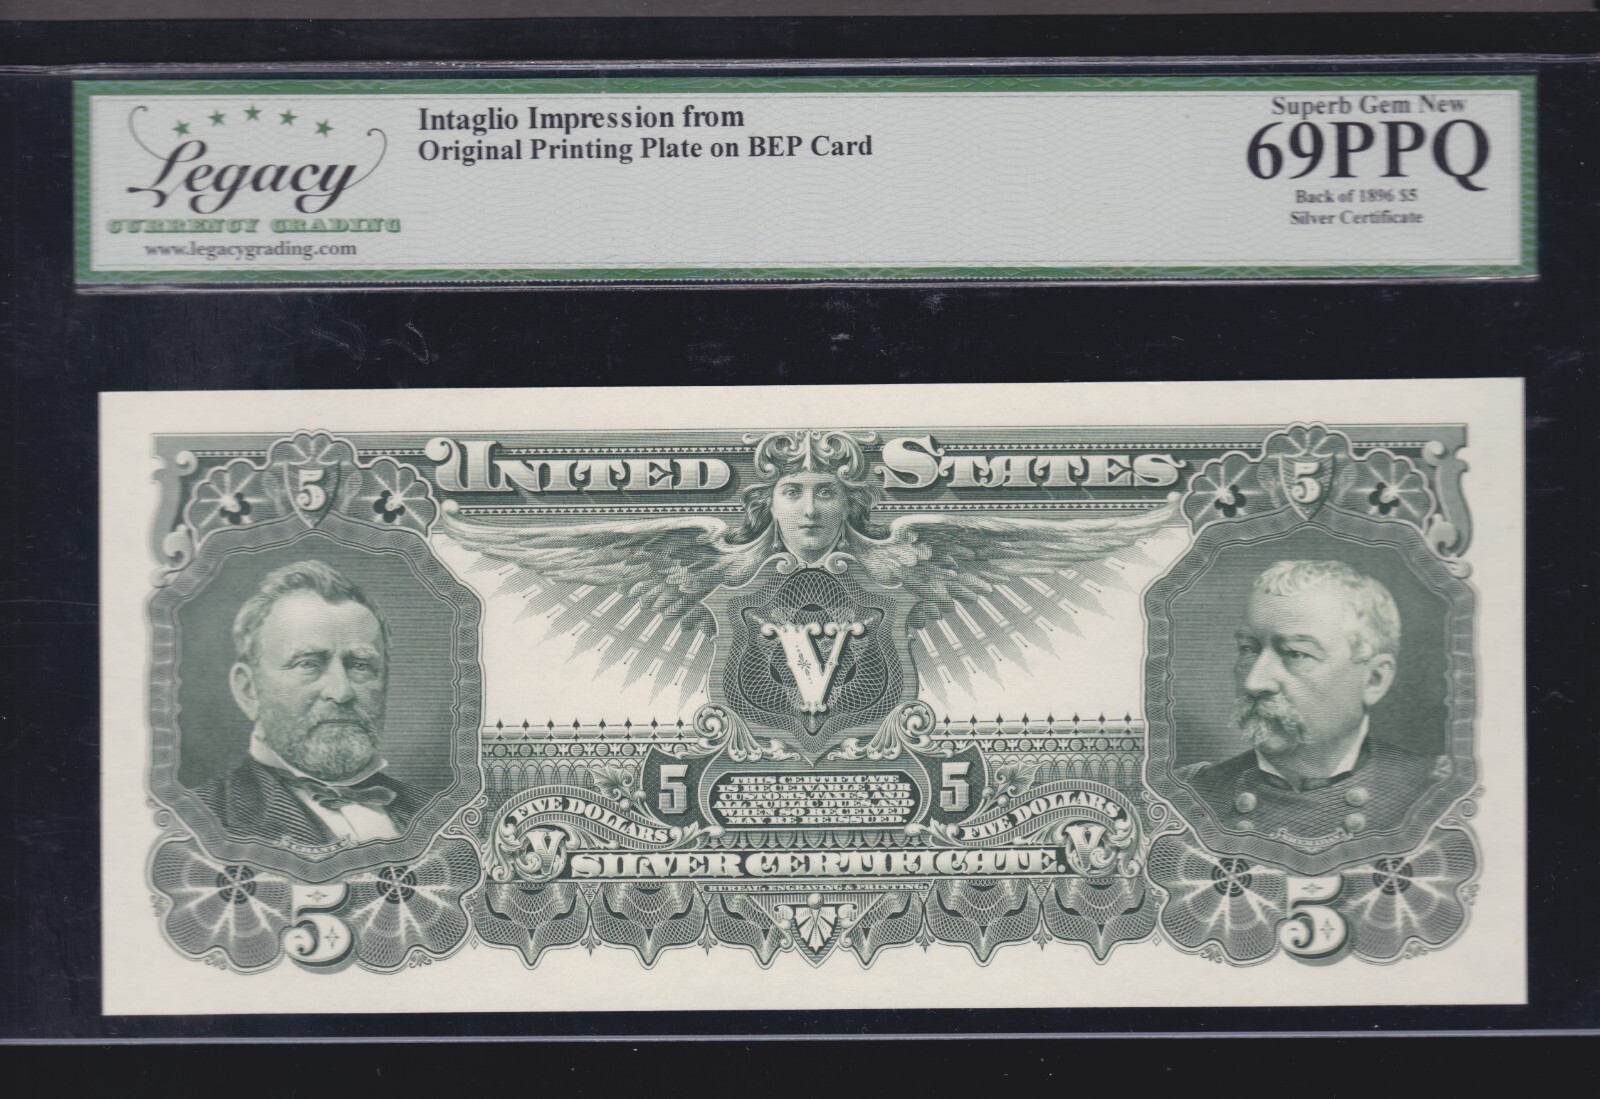 Legacy
CURRENCY GRADING
www.legacygrading.com
Intaglio Impression from
Original Printing Plate on BEP Card
Superb Gem New
69PPQ
Back of 1896 $5
Silver Certificate
UNITED STATES
5
5
V
5
5
THIS CERTIFICATE
IS RECEIVABLE FOR
CUSTOMS, TAXES, AND
ALL PUBLIC DUES, AND
WHEN SO RECEIVED
MAY BE REISSUED.
FIVE DOLLARS
FIVE DOLLARS
V
V
SILVER CERTIFICATE.
BUREAU, ENGRAVING & PRINTING.
GRANT
5
5